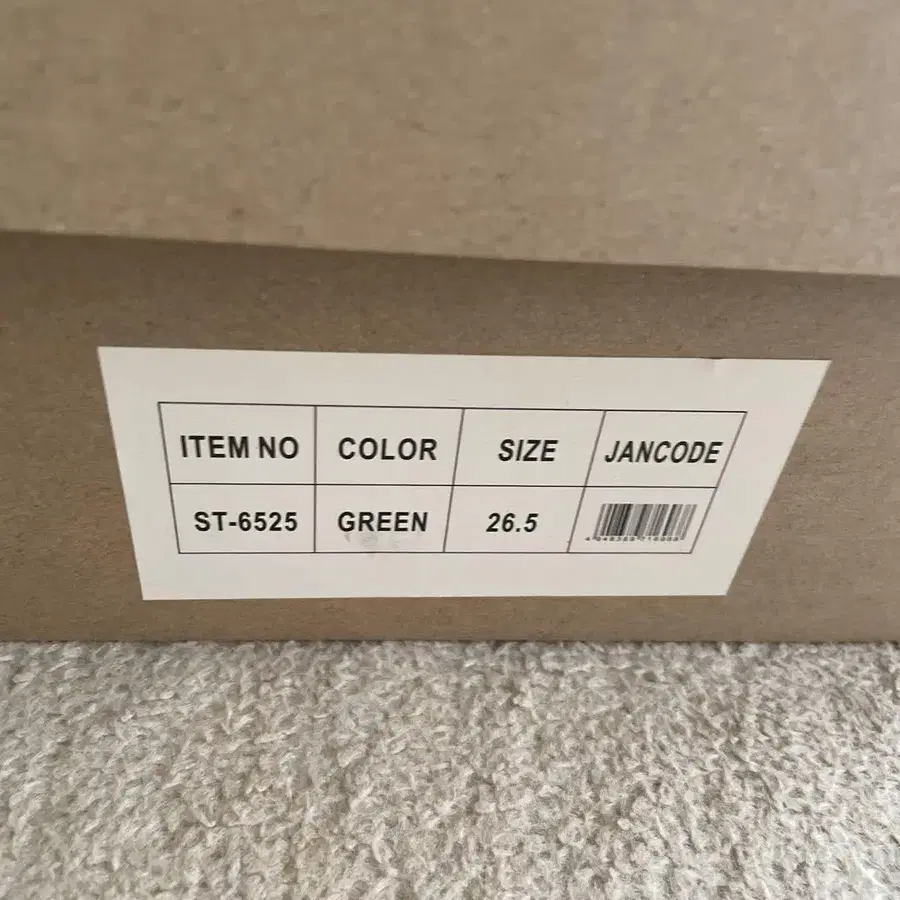 ITEM NO COLOR SIZE JANCODE
ST-6525 GREEN 26.5